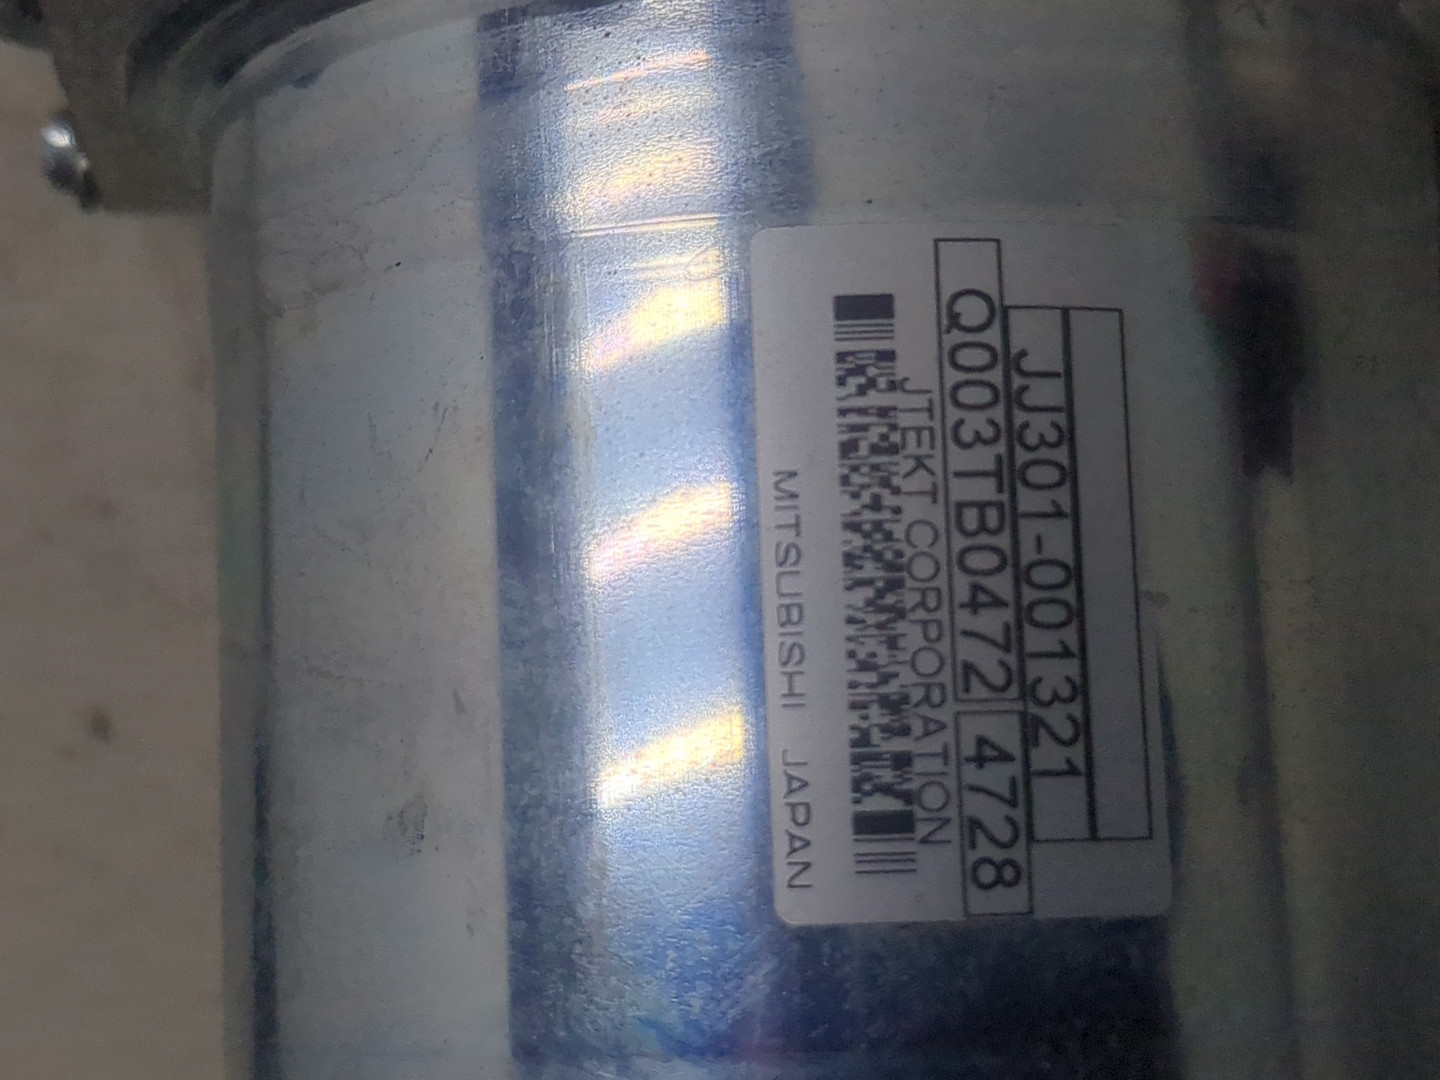 JJ301-001321
Q003TB0472 4728
JTEKT CORPORATION
MITSUBISHI JAPAN